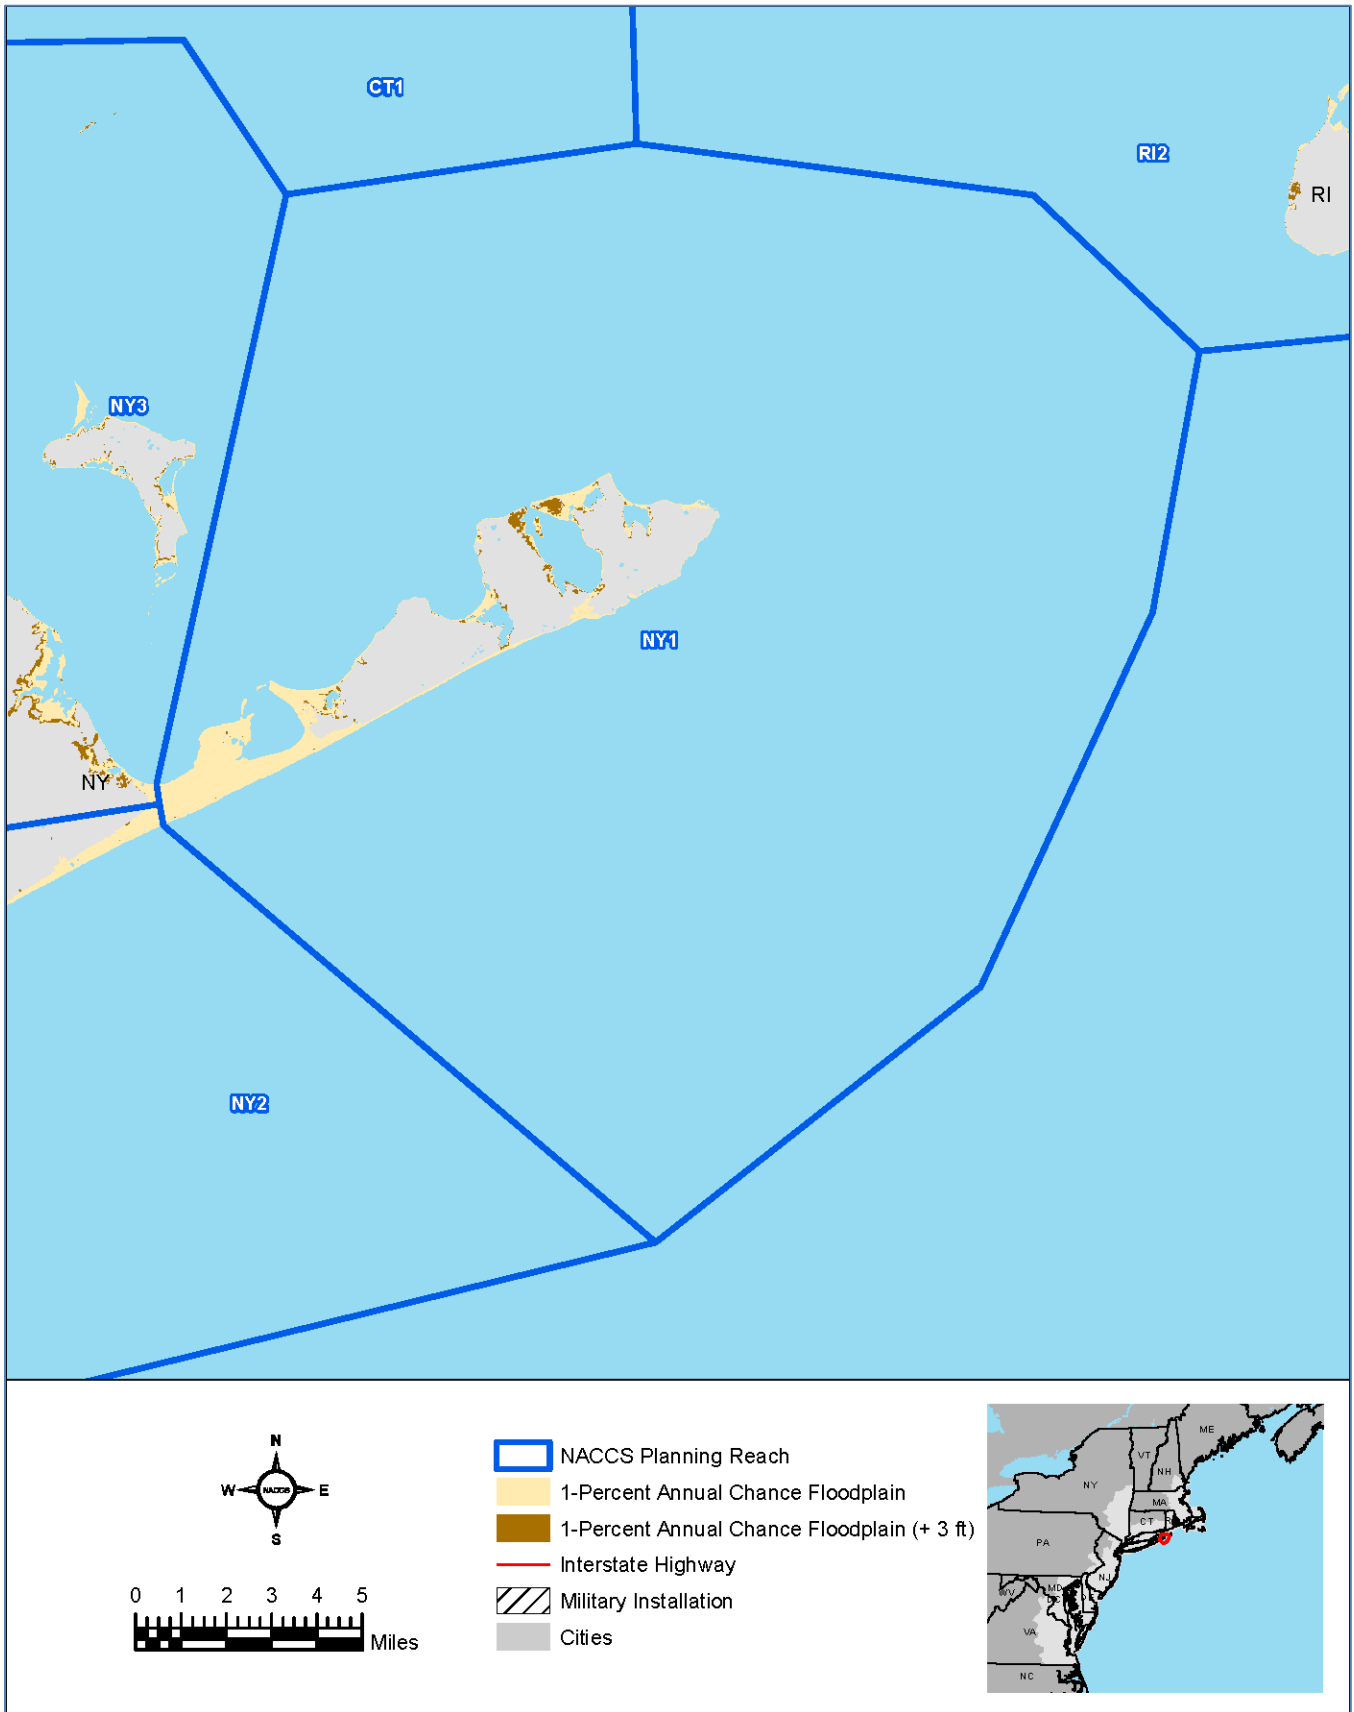 CT1
RI2
RI
NY3
NY1
NY
NY2
N
W NACCS E
S
0 1 2 3 4 5
Miles
NACCS Planning Reach
1-Percent Annual Chance Floodplain
1-Percent Annual Chance Floodplain (+ 3 ft)
Interstate Highway
Military Installation
Cities
ME
VT
NH
NY
MA
CT
PA
NJ
MD
WV
VA
NC